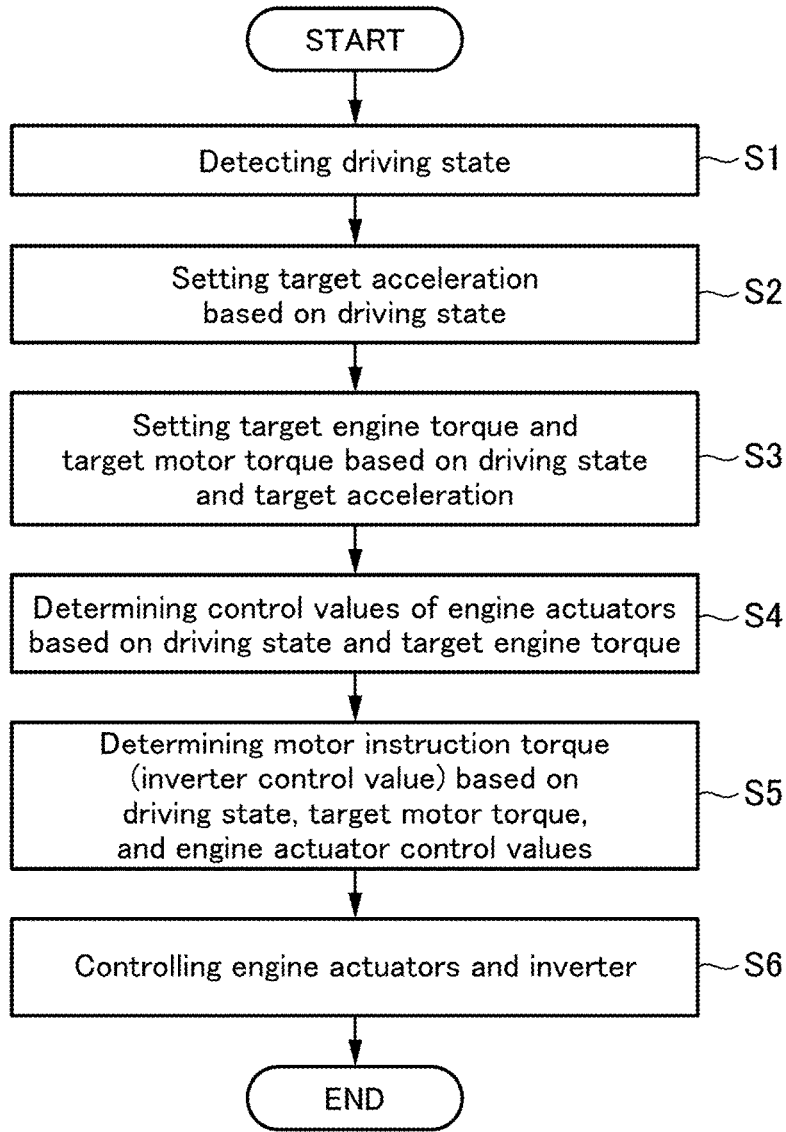 START
Detecting driving state
S1
Setting target acceleration
based on driving state
S2
Setting target engine torque and
target motor torque based on driving state
and target acceleration
S3
Determining control values of engine actuators
based on driving state and target engine torque
S4
Determining motor instruction torque
(inverter control value) based on
driving state, target motor torque,
and engine actuator control values
S5
Controlling engine actuators and inverter
S6
END